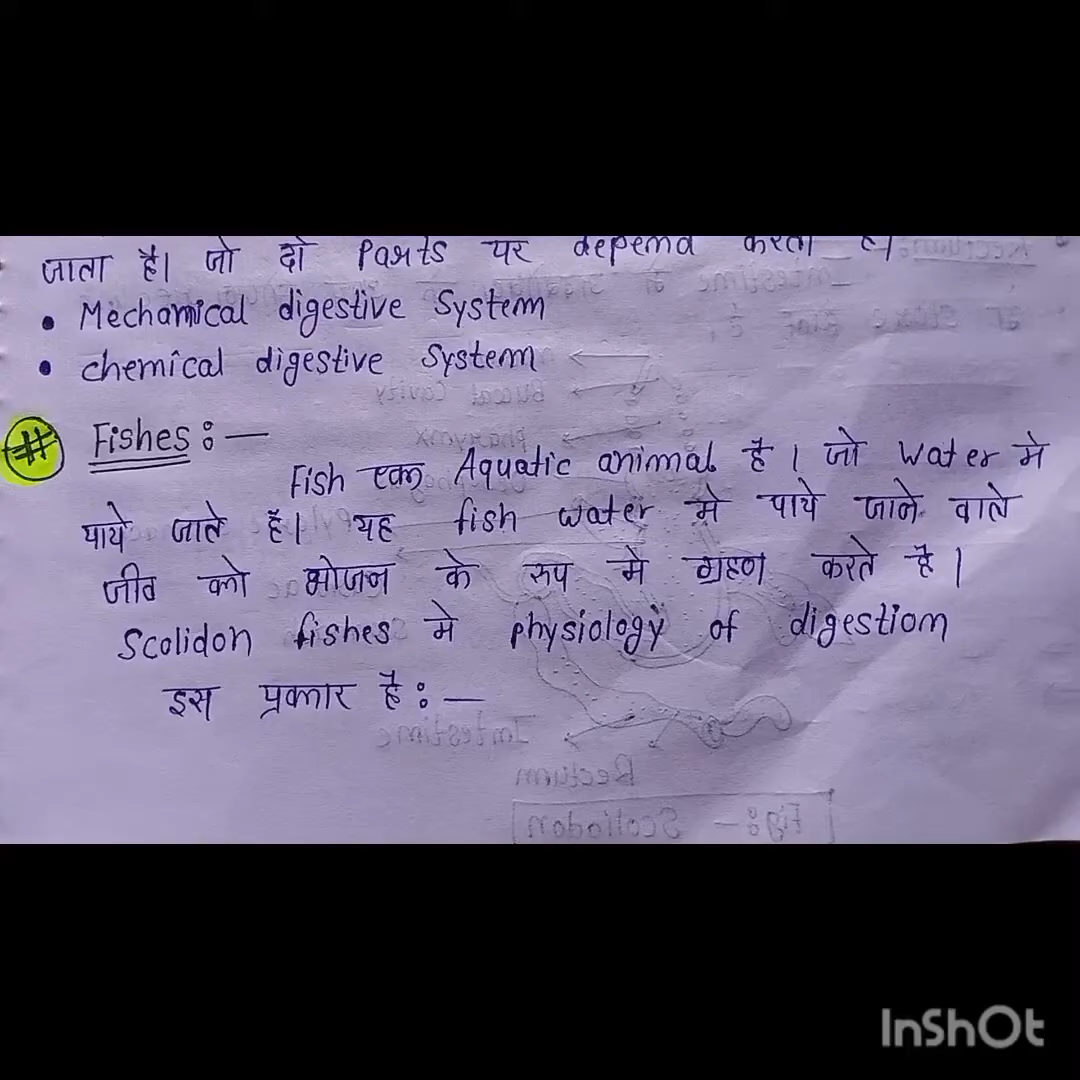 जाता है। जो दो Parts पर depend करता है।
• Mechanical digestive System
• chemical digestive System
# Fishes : —
Fish एक Aquatic animal है। जो water मे
पाये जाते हैं। यह fish water मे पाये जाने वाले
जीव को भोजन के रुप मे ग्रहण करते है।
Scolidon fishes मे physiology of digestion
इस प्रकार है : —
InShOt